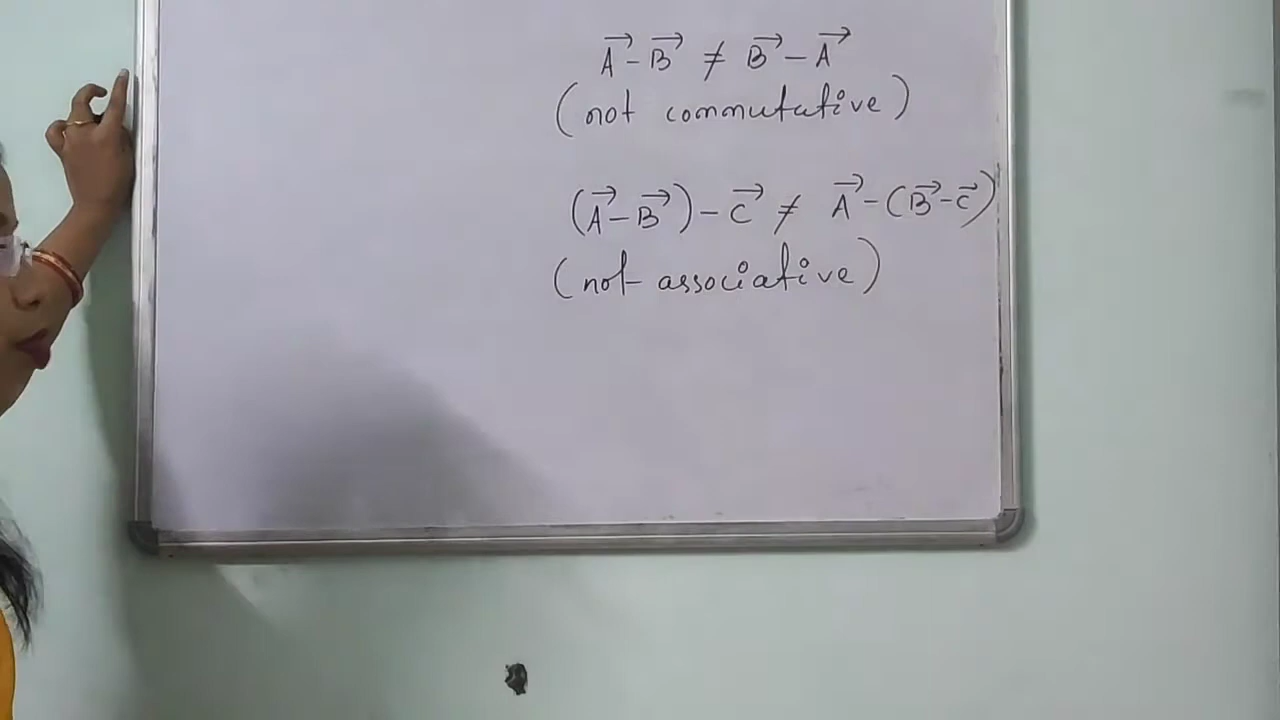 A⃗ - B⃗ ≠ B⃗ - A⃗
(not commutative)
(A⃗ - B⃗) - C⃗ ≠ A⃗ - (B⃗ - C⃗)
(not associative)